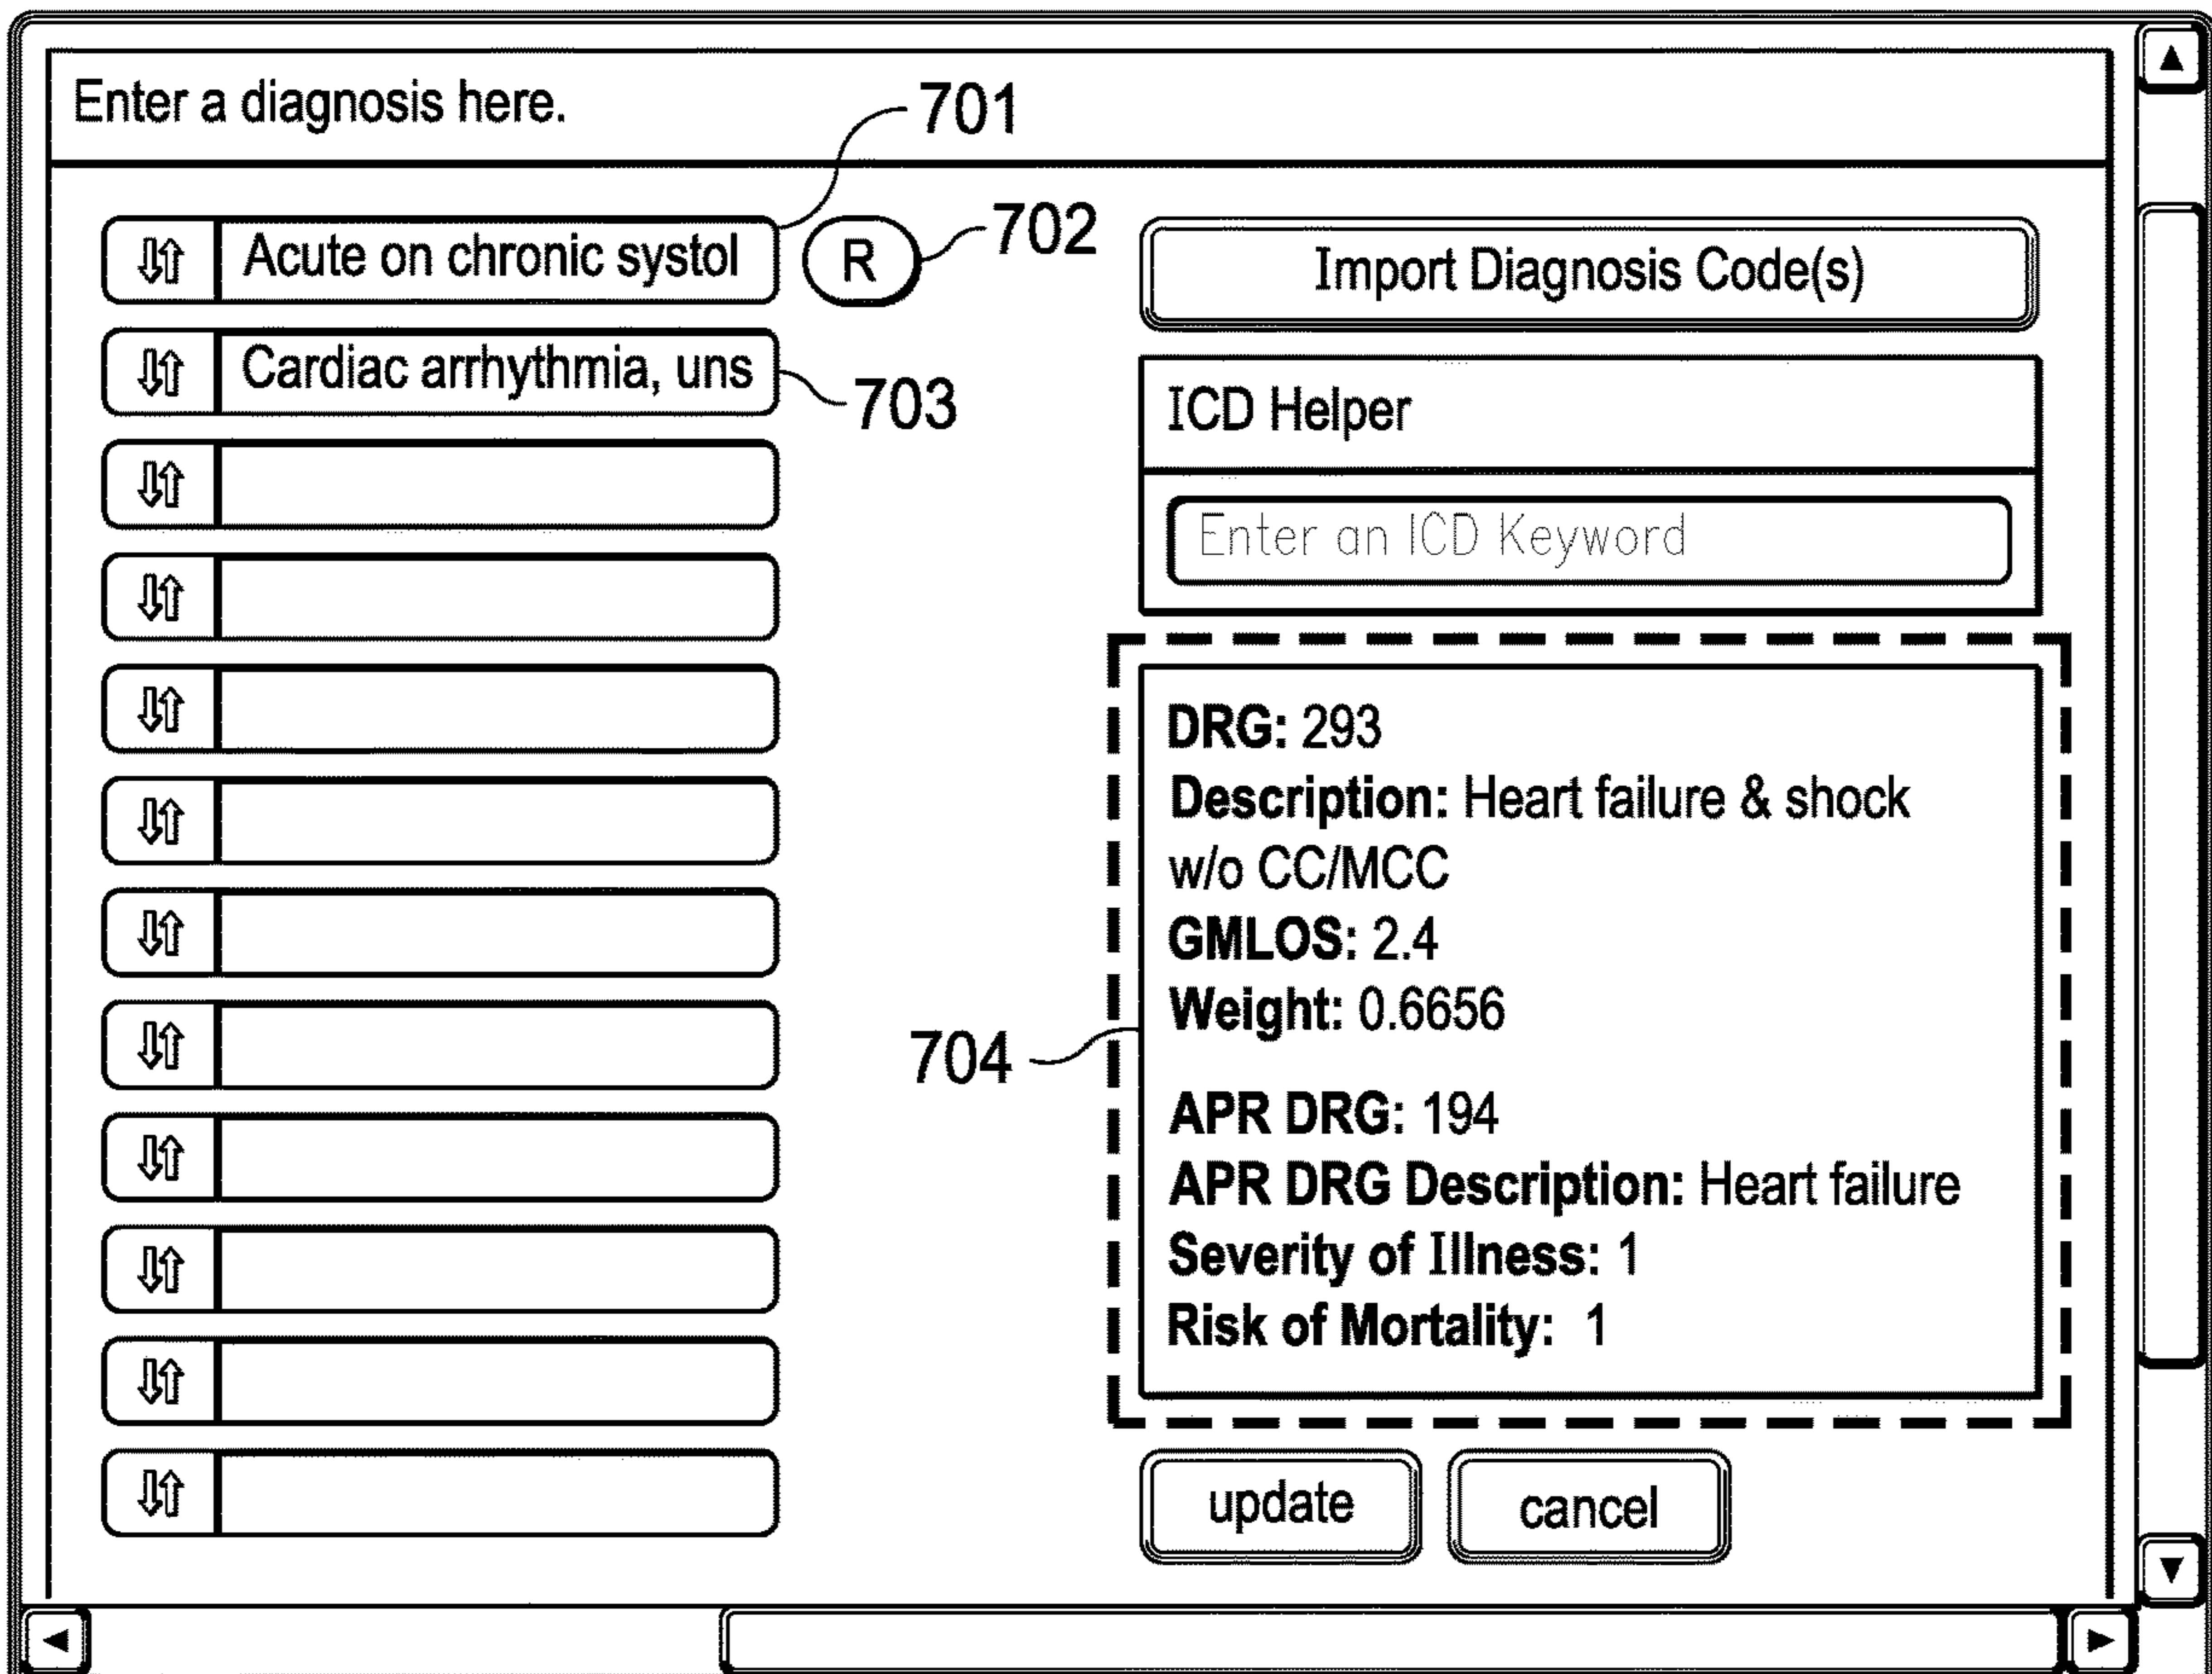 Enter a diagnosis here.
701
Acute on chronic systol
R
702
Cardiac arrhythmia, uns
703
Import Diagnosis Code(s)
ICD Helper
Enter an ICD Keyword
704
DRG: 293
Description: Heart failure & shock
w/o CC/MCC
GMLOS: 2.4
Weight: 0.6656
APR DRG: 194
APR DRG Description: Heart failure
Severity of Illness: 1
Risk of Mortality: 1
update
cancel